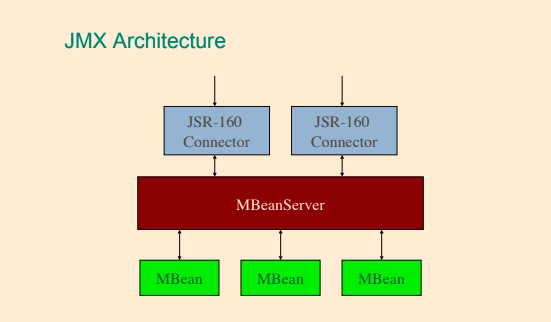 JMX Architecture
JSR-160
Connector
JSR-160
Connector
MBeanServer
MBean
MBean
MBean